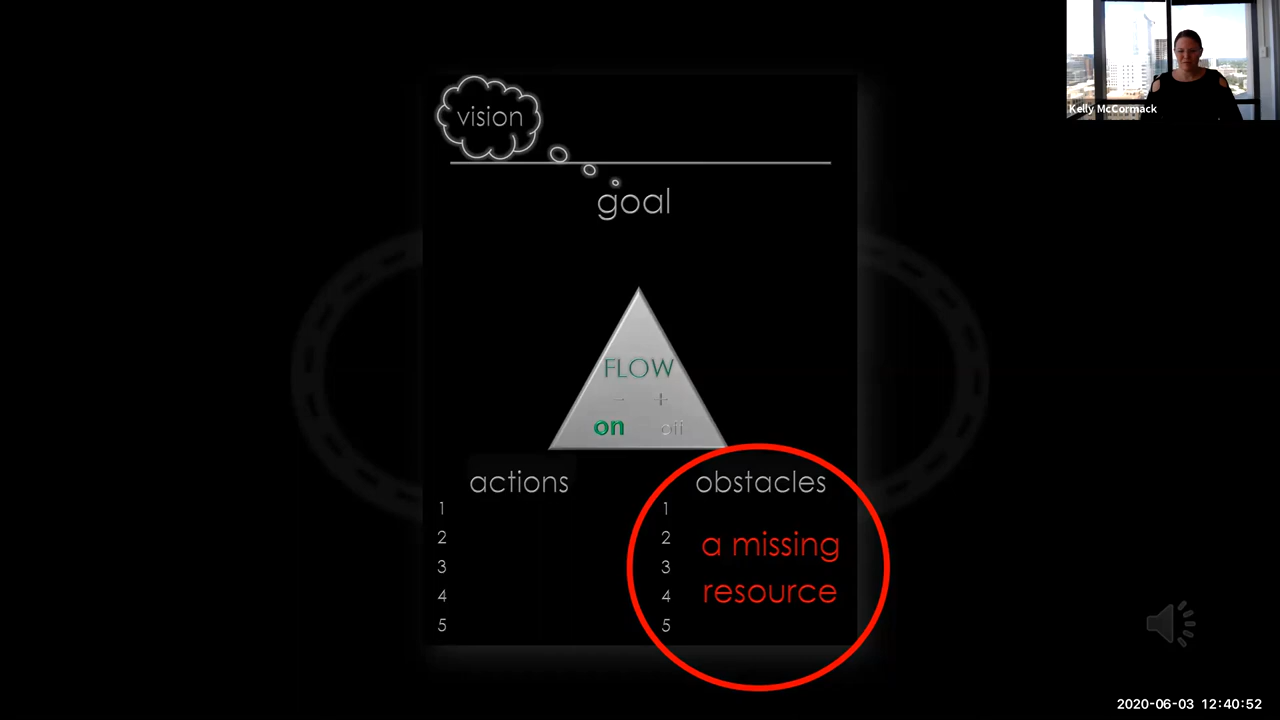 Kelly McCormack
vision
goal
FLOW
- +
on
actions
obstacles
1
2
3
4
5
1
2
3
4
5
a missing
resource
2020-06-03 12:40:52